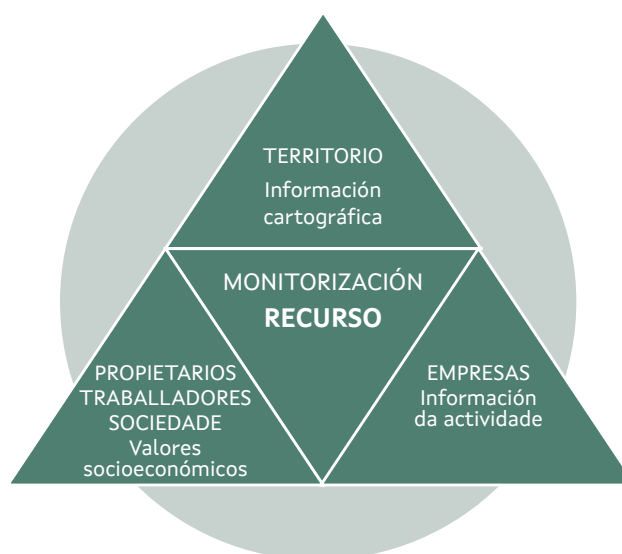 TERRITORIO
Información
cartográfica
MONITORIZACIÓN
RECURSO
PROPIETARIOS
TRABALLADORES
SOCIEDADE
Valores
socioeconómicos
EMPRESAS
Información
da actividade